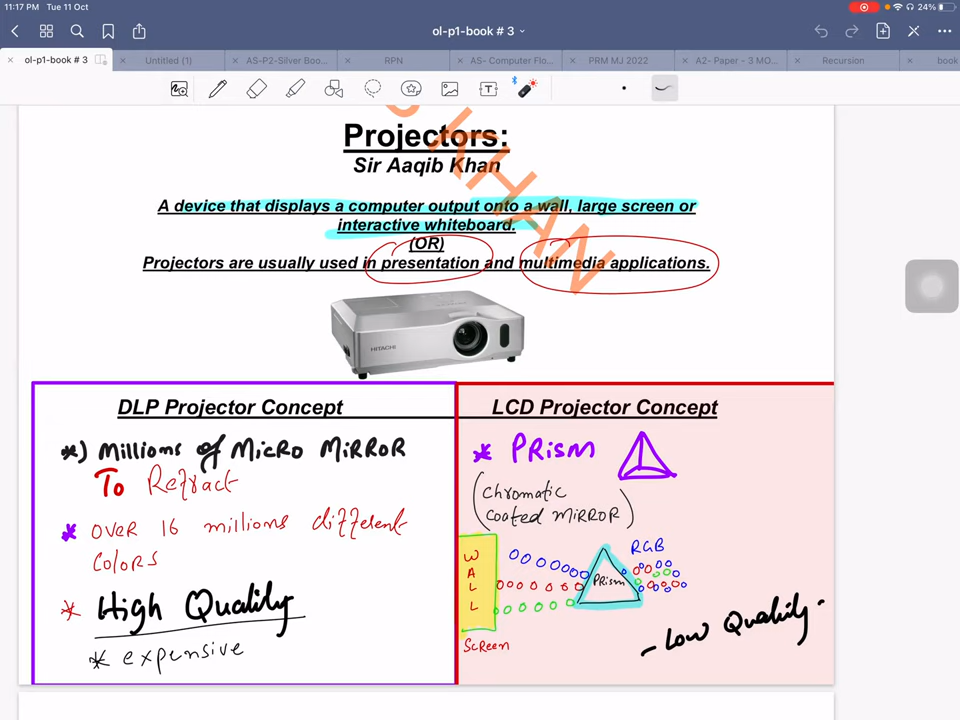 11:17 PM Tue 11 Oct
24%
ol-p1-book # 3
ol-p1-book # 3
Untitled (1)
AS-P2-Silver Boo...
RPN
AS- Computer Flo...
PRM MJ 2022
A2- Paper - 3 MO...
Recursion
book
KHAN
Projectors:
Sir Aaqib Khan
A device that displays a computer output onto a wall, large screen or
interactive whiteboard.
(OR)
Projectors are usually used in presentation and multimedia applications.
HITACHI
DLP Projector Concept
*) Millions of Micro MiRROR
To Refract
* OVER 16 millions different
colors
* High Quality
* expensive
LCD Projector Concept
* PRism
(chromatic
coated MiRROR)
RGB
WALL
PRism
ScReen
- Low Quality.